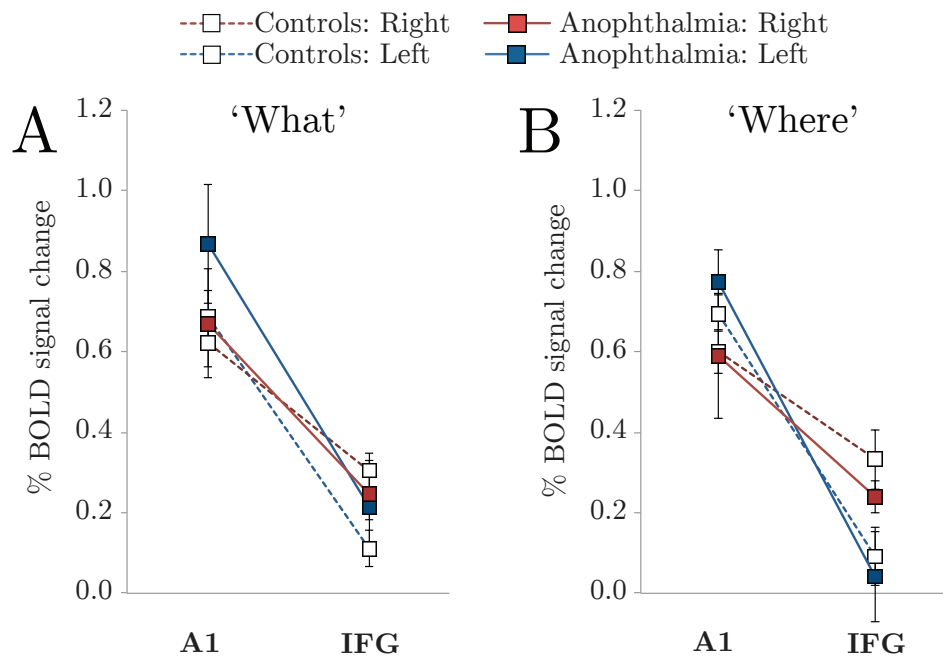 Controls: Right Anophthalmia: Right
Controls: Left Anophthalmia: Left
A
'What'
% BOLD signal change
1.2
1.0
0.8
0.6
0.4
0.2
0.0
A1 IFG
B
'Where'
% BOLD signal change
1.2
1.0
0.8
0.6
0.4
0.2
0.0
A1 IFG